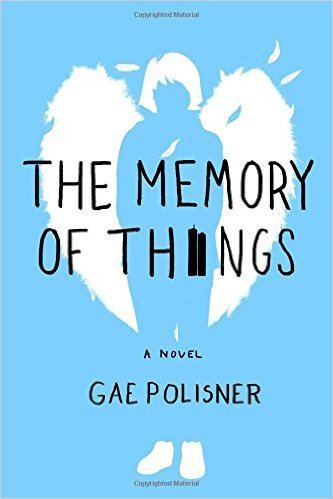 Copyrighted Material
THE MEMORY
OF THINGS
A NOVEL
GAE POLISNER
Copyrighted Material